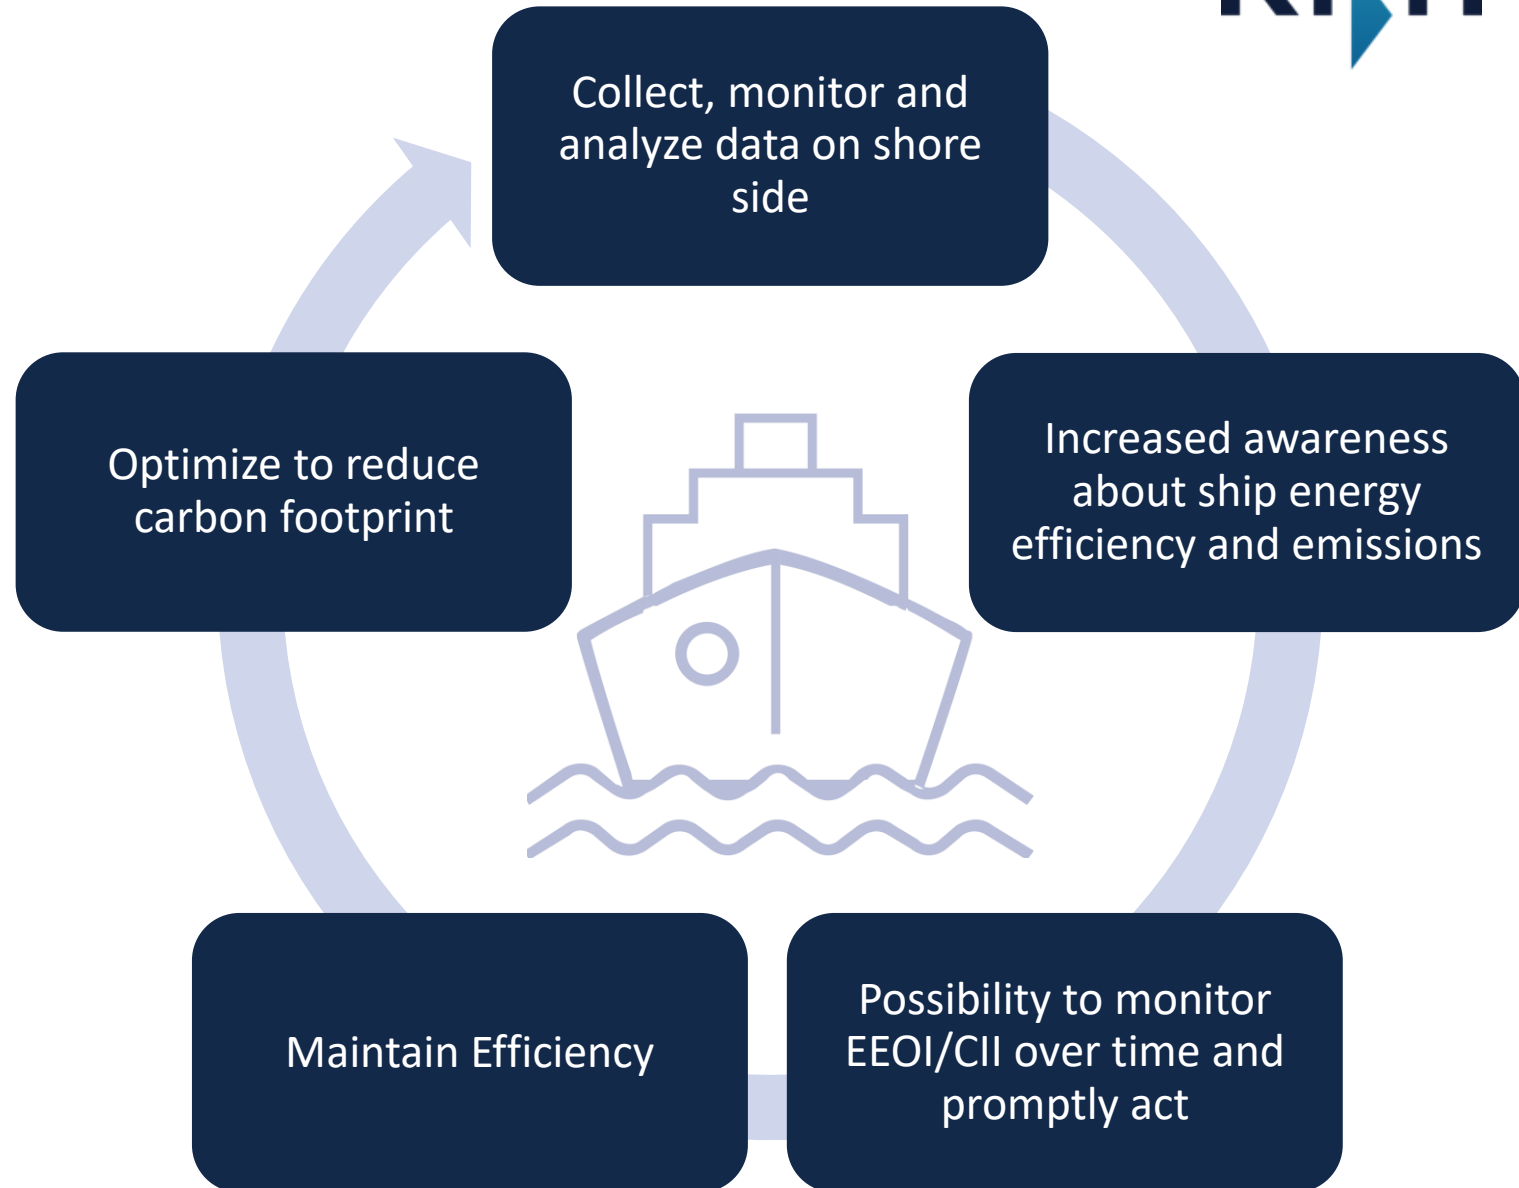 Collect, monitor and
analyze data on shore
side
Increased awareness
about ship energy
efficiency and emissions
Possibility to monitor
EEOI/CII over time and
promptly act
Maintain Efficiency
Optimize to reduce
carbon footprint